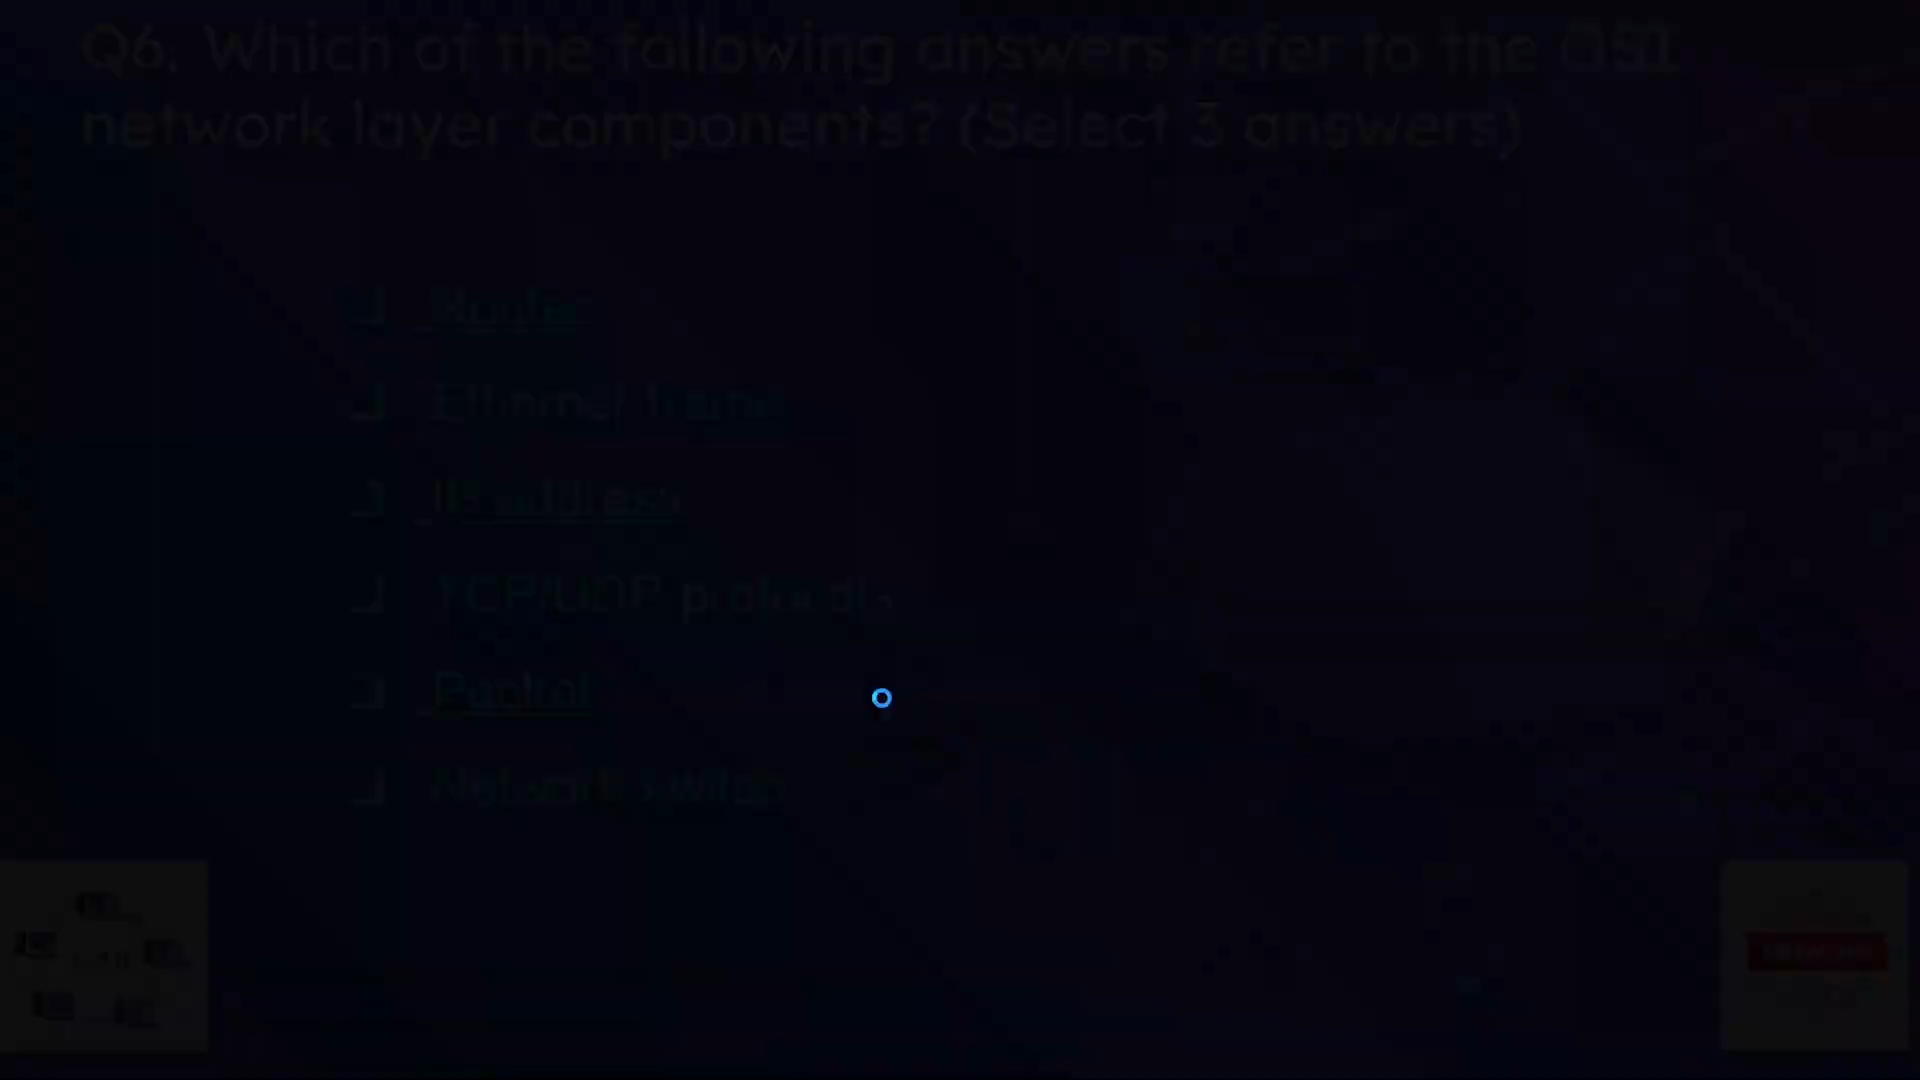 Q6. Which of the following answers refer to the OSI
network layer components? (Select 3 answers)
Router
Ethernet frame
IP address
TCP/UDP protocols
Packet
Network switch